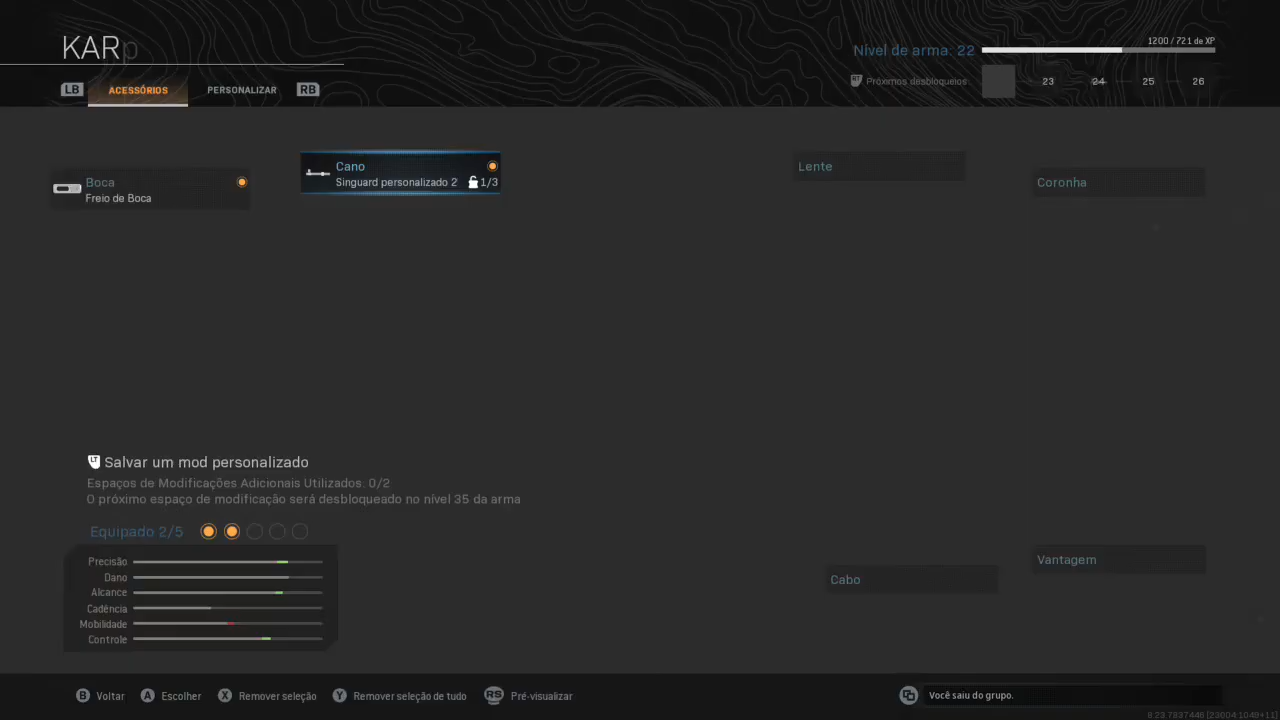 KARp
Nível de arma: 22
1200 / 721 de XP
LB
ACESSÓRIOS
PERSONALIZAR
RB
RT Próximos desbloqueios:
23
24
25
26
Boca
Freio de Boca
Cano
Singuard personalizado 2
1/3
Lente
Coronha
LT Salvar um mod personalizado
Espaços de Modificações Adicionais Utilizados: 0/2
O próximo espaço de modificação será desbloqueado no nível 35 da arma
Equipado 2/5
Precisão
Dano
Alcance
Cadência
Mobilidade
Controle
Cabo
Vantagem
B Voltar
A Escolher
X Remover seleção
Y Remover seleção de tudo
RS Pré-visualizar
Você saiu do grupo.